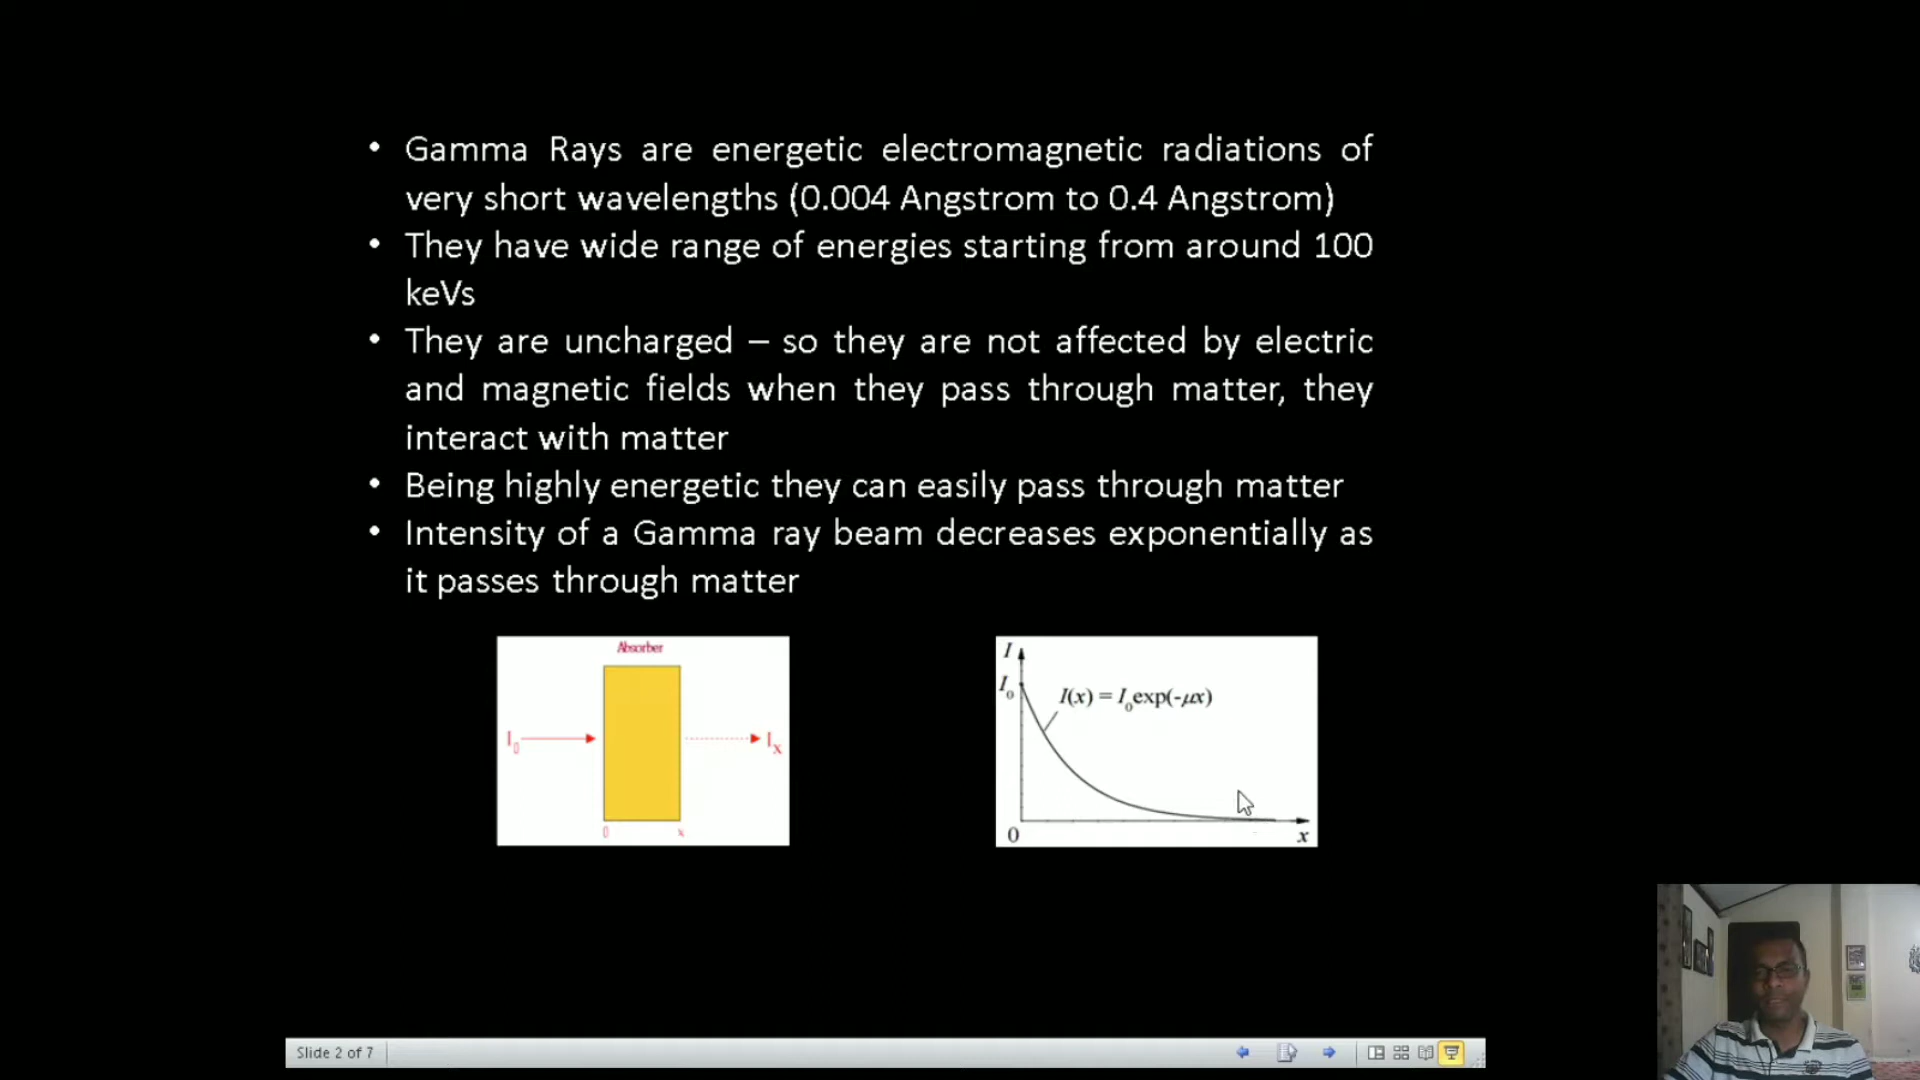 • Gamma Rays are energetic electromagnetic radiations of
very short wavelengths (0.004 Angstrom to 0.4 Angstrom)
• They have wide range of energies starting from around 100
keVs
• They are uncharged – so they are not affected by electric
and magnetic fields when they pass through matter, they
interact with matter
• Being highly energetic they can easily pass through matter
• Intensity of a Gamma ray beam decreases exponentially as
it passes through matter
Absorber
I₀
Iₓ
0 x
I
I₀
I(x) = I₀exp(-μx)
0 x
Slide 2 of 7